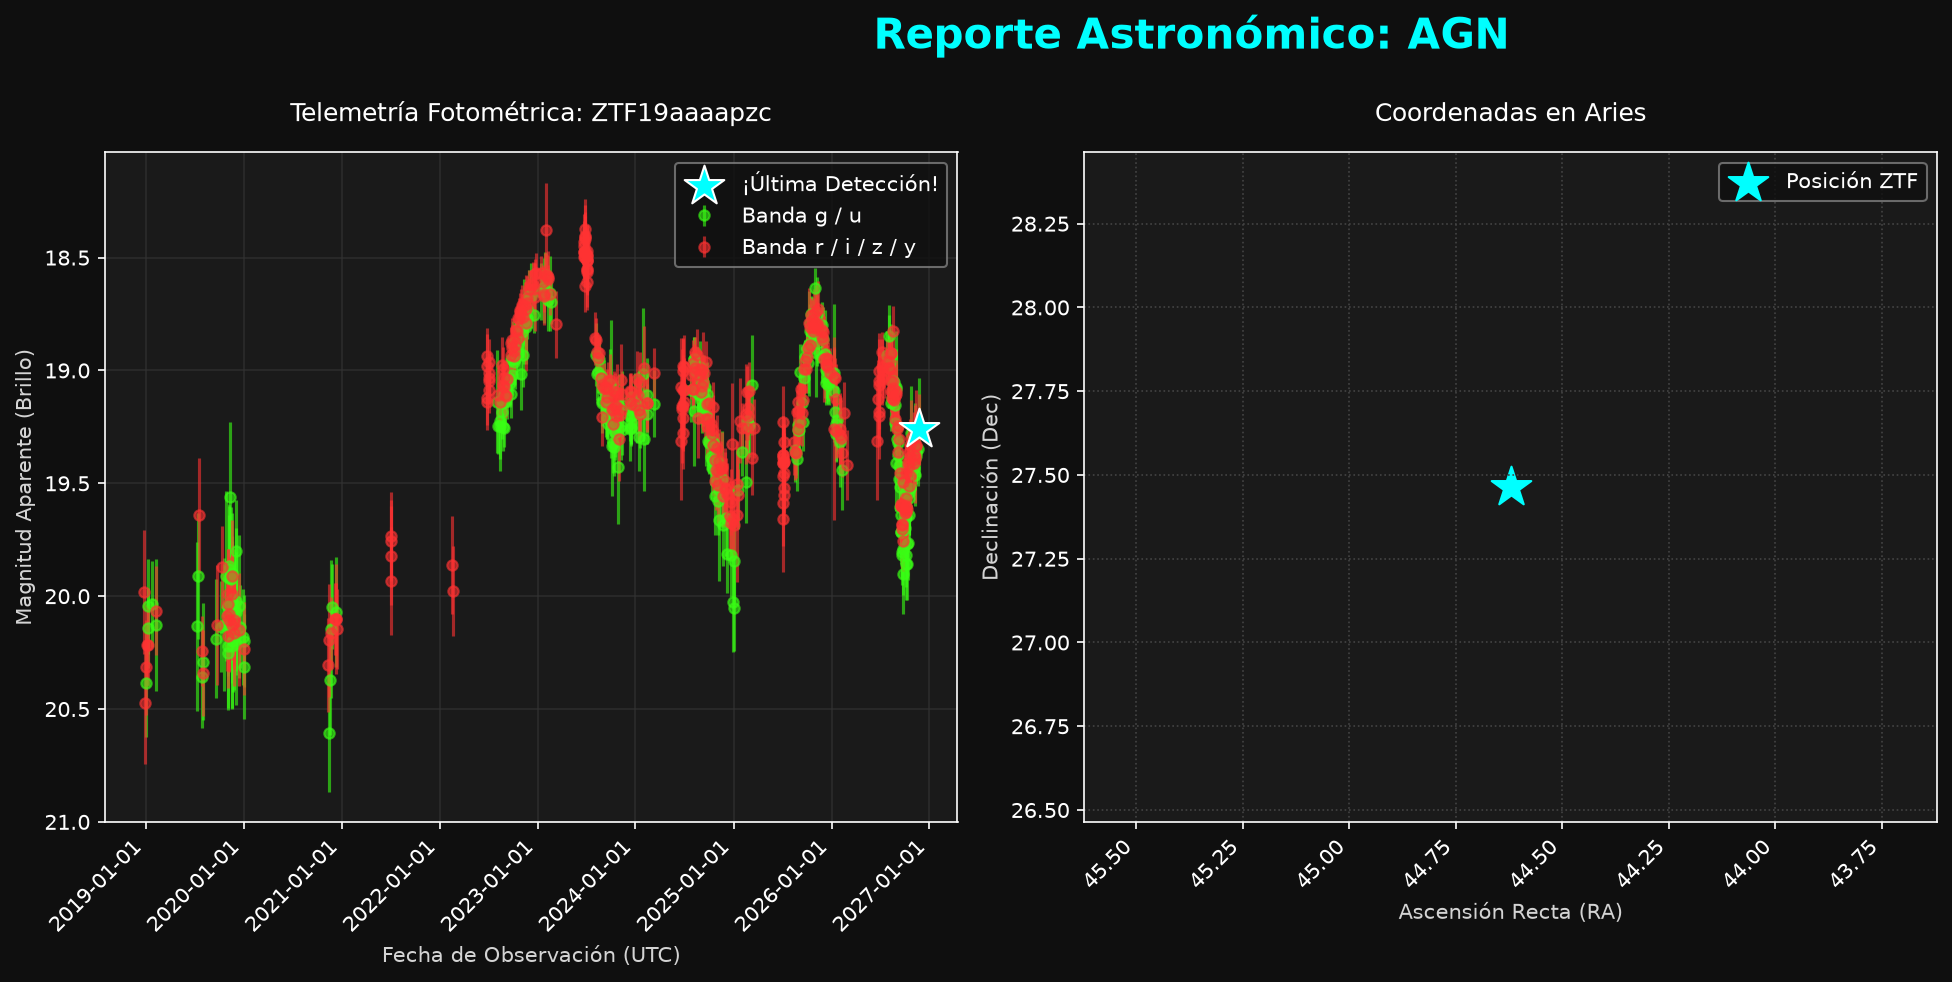 Reporte Astronómico: AGN
Telemetría Fotométrica: ZTF19aaaapzc
¡Última Detección!
Banda g / u
Banda r / i / z / y
Magnitud Aparente (Brillo)
18.5
19.0
19.5
20.0
20.5
21.0
2019-01-01
2020-01-01
2021-01-01
2022-01-01
2023-01-01
2024-01-01
2025-01-01
2026-01-01
2027-01-01
Fecha de Observación (UTC)
Coordenadas en Aries
Posición ZTF
Declinación (Dec)
28.25
28.00
27.75
27.50
27.25
27.00
26.75
26.50
45.50
45.25
45.00
44.75
44.50
44.25
44.00
43.75
Ascensión Recta (RA)